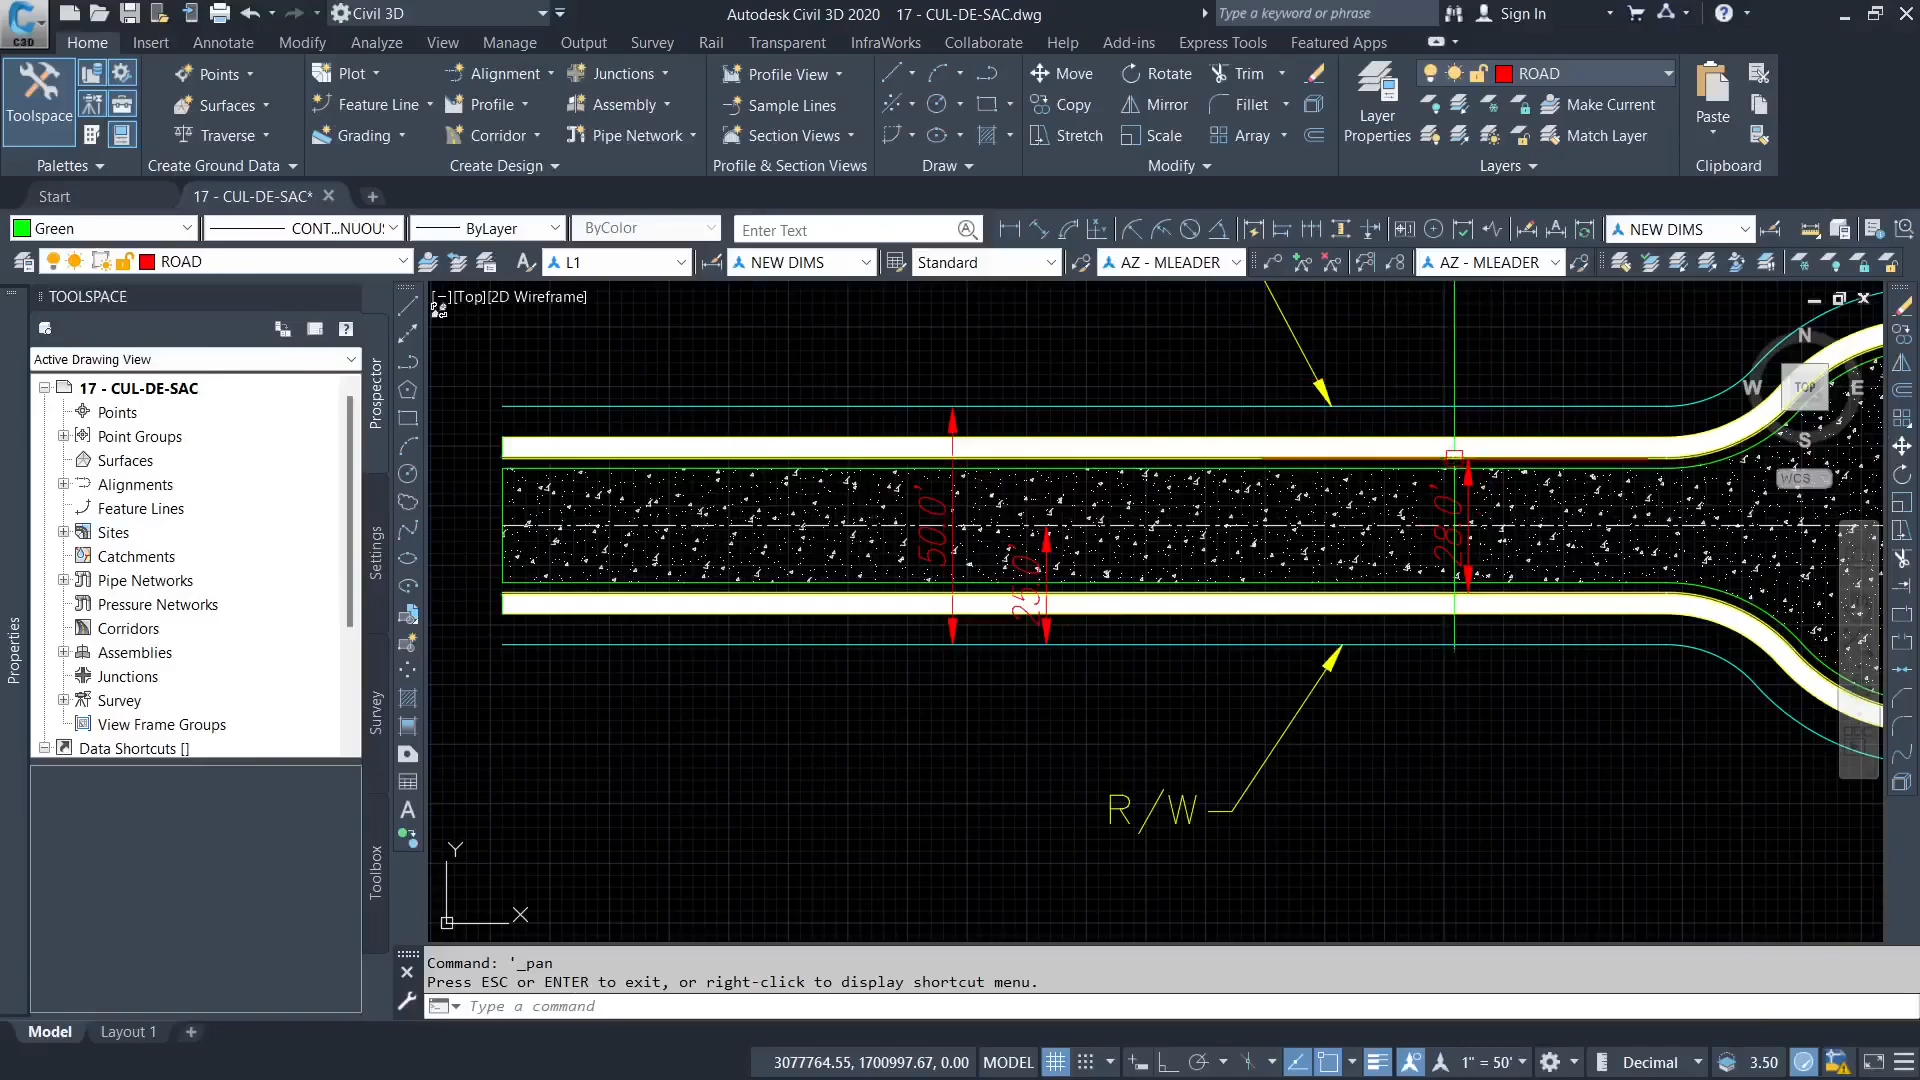 C3D
Civil 3D
Autodesk Civil 3D 2020 17 - CUL-DE-SAC.dwg
Type a keyword or phrase
Sign In
Home Insert Annotate Modify Analyze View Manage Output Survey Rail Transparent InfraWorks Collaborate Help Add-ins Express Tools Featured Apps
Toolspace
Palettes
Points
Surfaces
Traverse
Create Ground Data
Plot Alignment Junctions
Feature Line Profile Assembly
Grading Corridor Pipe Network
Create Design
Profile View
Sample Lines
Section Views
Profile & Section Views
Draw
Move Rotate Trim
Copy Mirror Fillet
Stretch Scale Array
Modify
Layer
Properties
ROAD
Make Current
Match Layer
Layers
Paste
Clipboard
Start
17 - CUL-DE-SAC*
Green
CONT...NUOU
ByLayer
ByColor
Enter Text
NEW DIMS
ROAD
L1
NEW DIMS
Standard
AZ - MLEADER
AZ - MLEADER
TOOLSPACE
Active Drawing View
17 - CUL-DE-SAC
Points
Point Groups
Surfaces
Alignments
Feature Lines
Sites
Catchments
Pipe Networks
Pressure Networks
Corridors
Assemblies
Junctions
Survey
View Frame Groups
Data Shortcuts []
Properties
Prospector
Settings
Survey
Toolbox
[−][Top][2D Wireframe]
N
W TOP E
S
WCS
50.0'
25.0'
28.0'
R/W
Y
X
Command: '_pan
Press ESC or ENTER to exit, or right-click to display shortcut menu.
Type a command
Model
Layout 1
3077764.55, 1700997.67, 0.00
MODEL
1" = 50'
Decimal
3.50